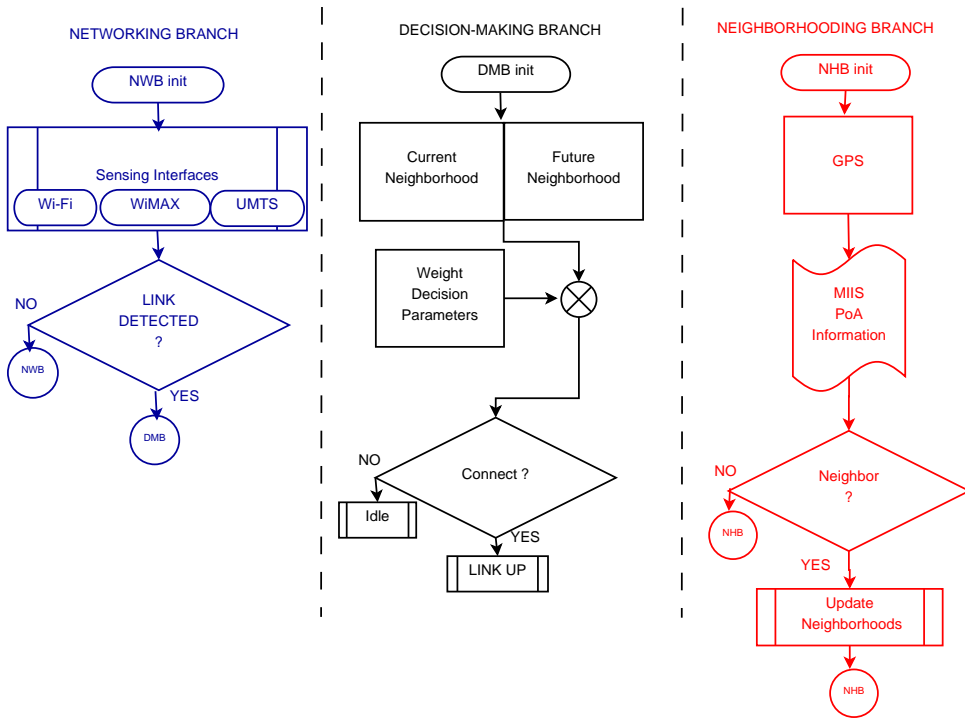 NETWORKING BRANCH
NWB init
Sensing Interfaces
Wi-Fi
WiMAX
UMTS
LINK
DETECTED
?
NO
NWB
YES
DMB
DECISION-MAKING BRANCH
DMB init
Current
Neighborhood
Future
Neighborhood
Weight
Decision
Parameters
Connect ?
NO
Idle
YES
LINK UP
NEIGHBORHOODING BRANCH
NHB init
GPS
MIIS
PoA
Information
Neighbor
?
NO
NHB
YES
Update
Neighborhoods
NHB